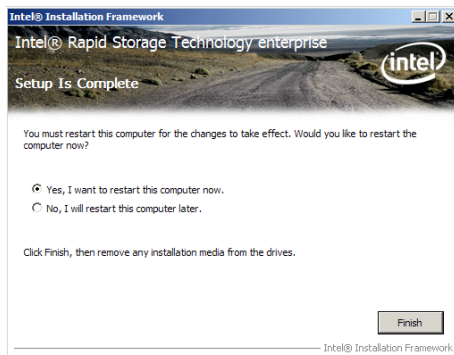 Intel® Installation Framework
Intel® Rapid Storage Technology enterprise
intel
Setup Is Complete
You must restart this computer for the changes to take effect. Would you like to restart the
computer now?
Yes, I want to restart this computer now.
No, I will restart this computer later.
Click Finish, then remove any installation media from the drives.
Finish
Intel® Installation Framework